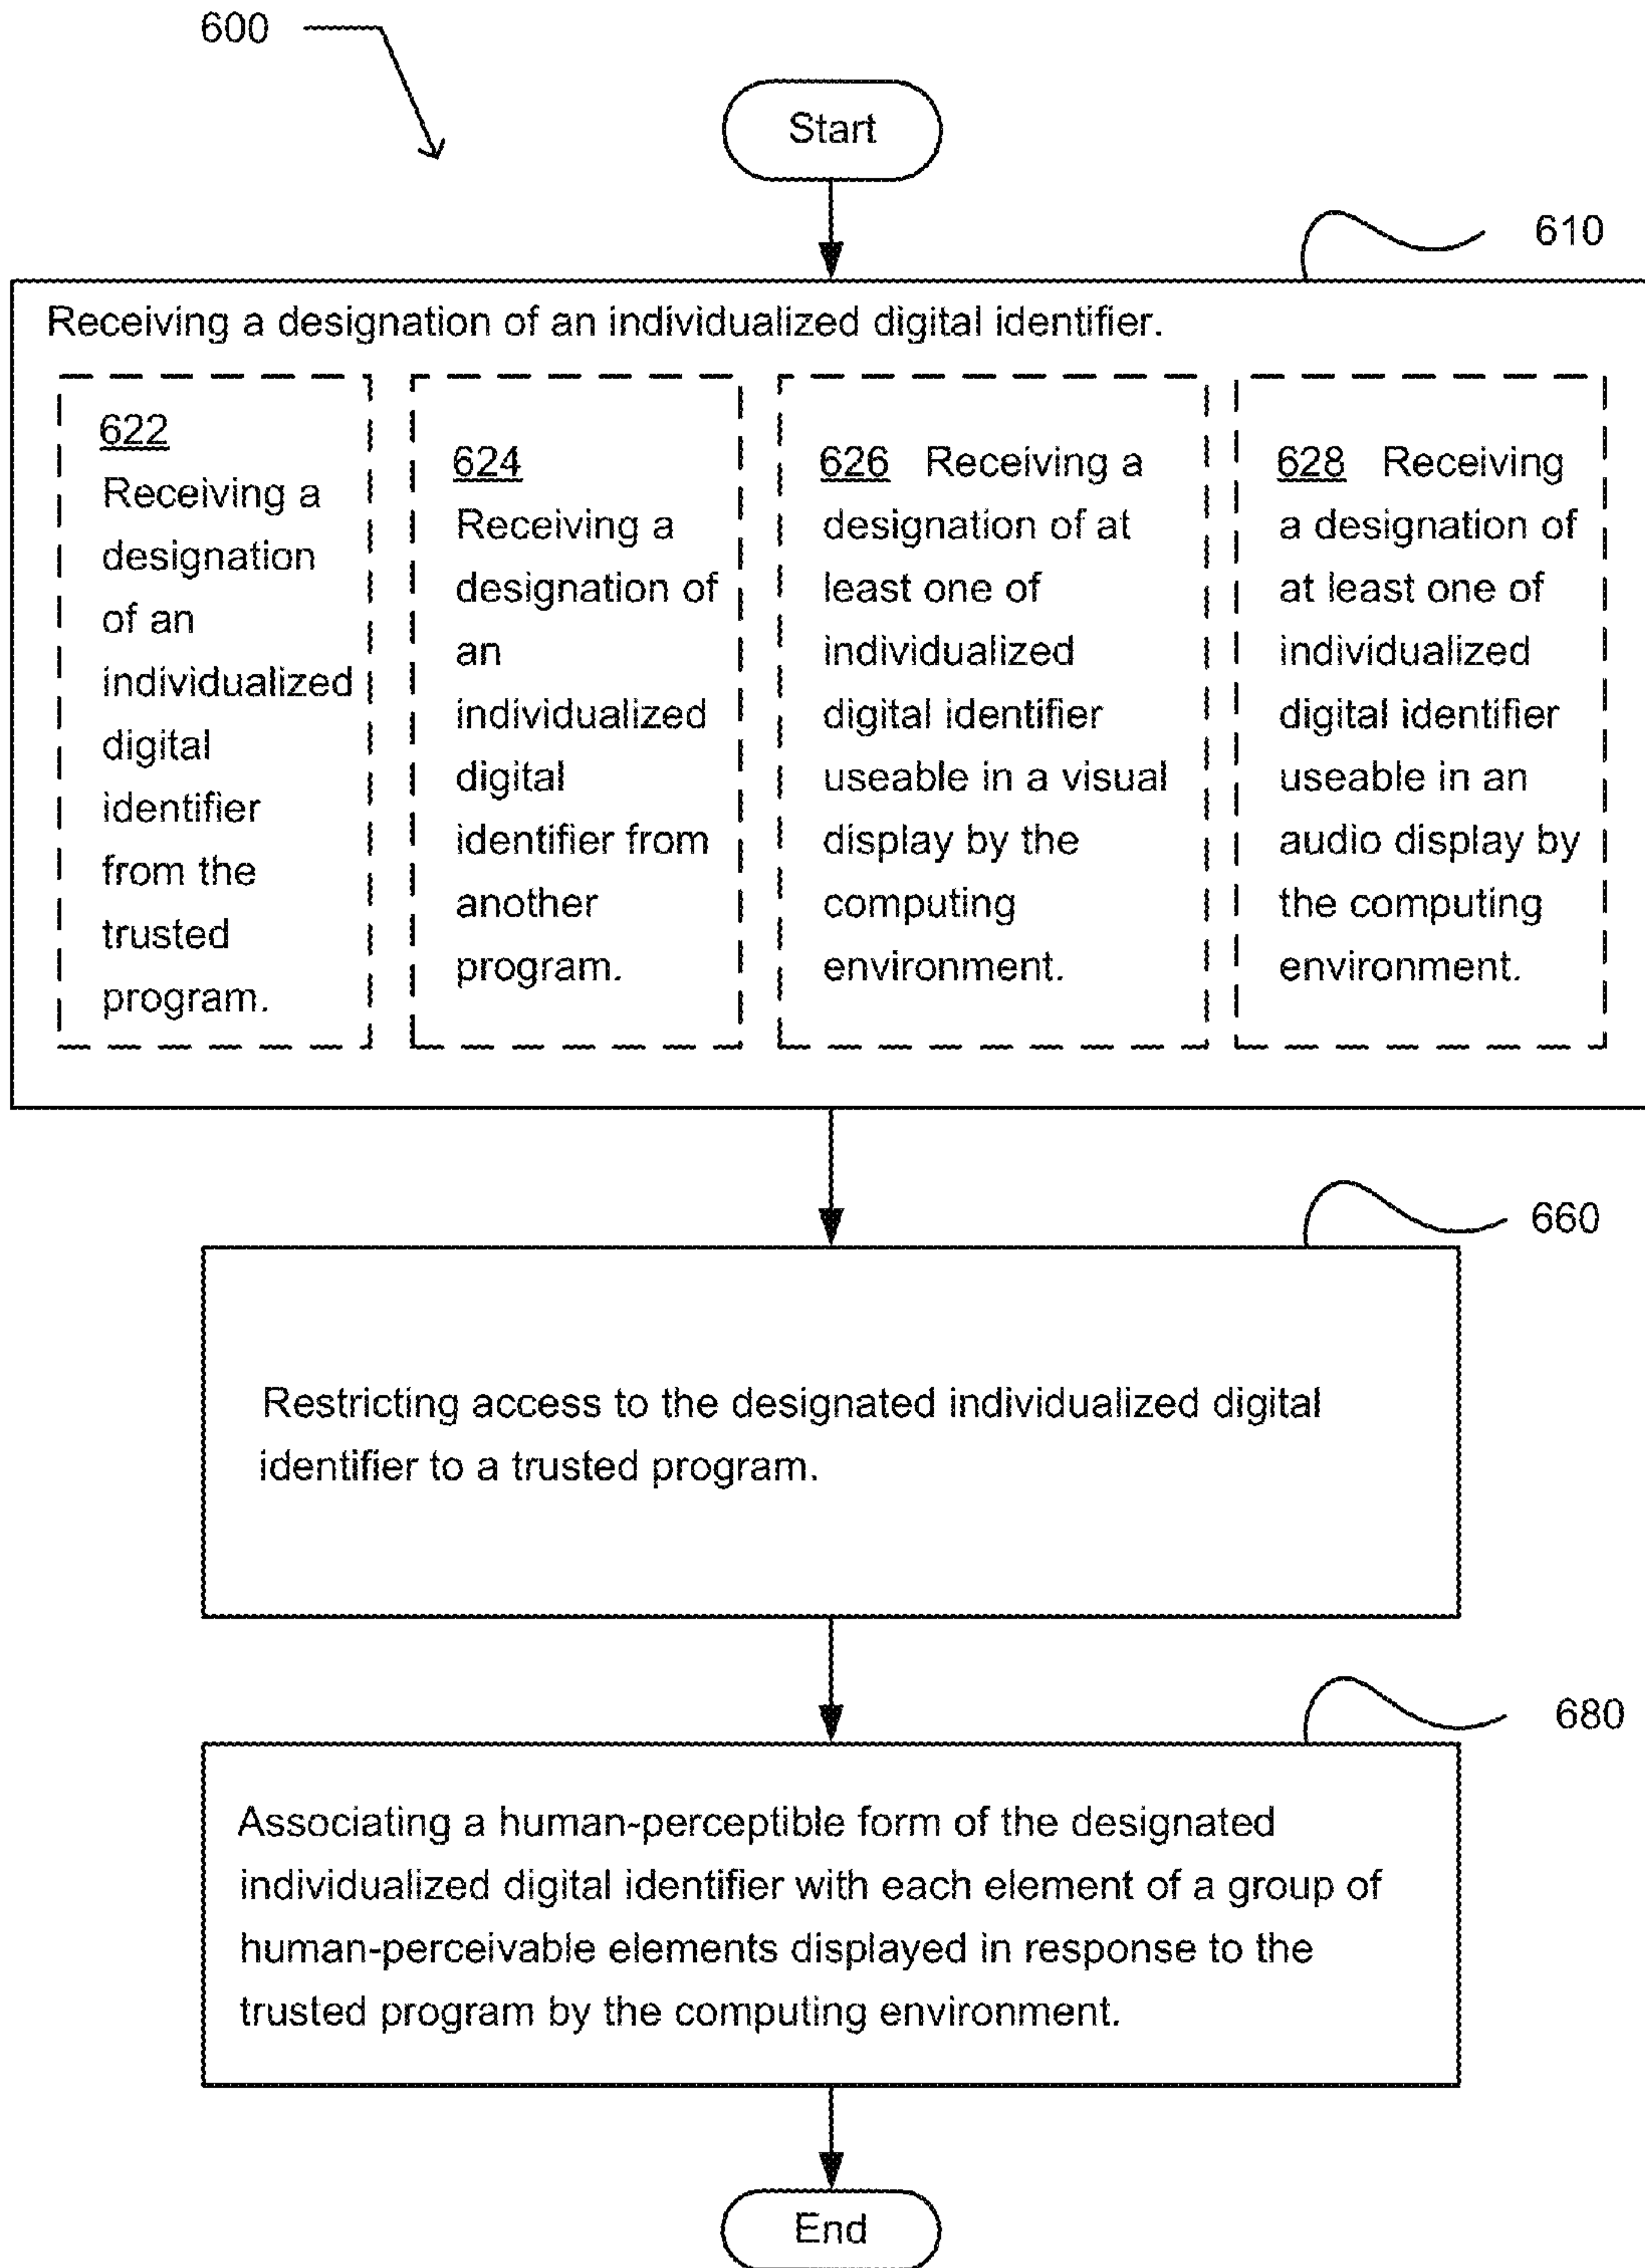 600
Start
610
Receiving a designation of an individualized digital identifier.
622
Receiving a
designation
of an
individualized
digital
identifier
from the
trusted
program.
624
Receiving a
designation of
an
individualized
digital
identifier from
another
program.
626 Receiving a
designation of at
least one of
individualized
digital identifier
useable in a visual
display by the
computing
environment.
628 Receiving
a designation of
at least one of
individualized
digital identifier
useable in an
audio display by
the computing
environment.
660
Restricting access to the designated individualized digital
identifier to a trusted program.
680
Associating a human-perceptible form of the designated
individualized digital identifier with each element of a group of
human-perceivable elements displayed in response to the
trusted program by the computing environment.
End